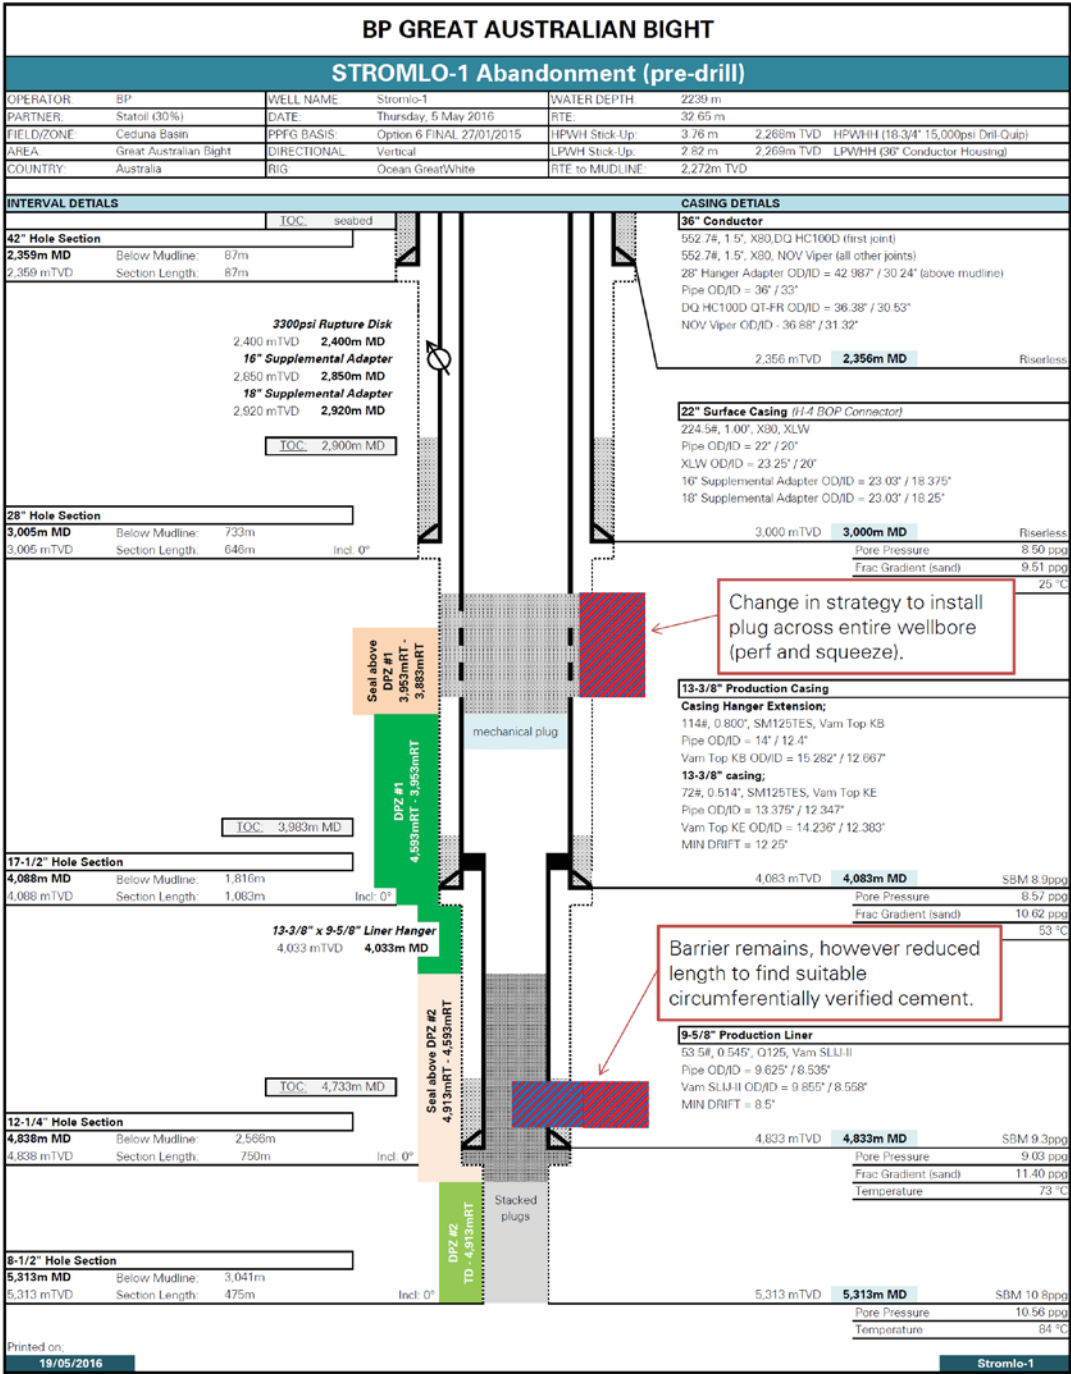 BP GREAT AUSTRALIAN BIGHT
STROMLO-1 Abandonment (pre-drill)
OPERATOR: BP WELL NAME: Stromlo-1 WATER DEPTH: 2239 m
PARTNER: Statoil (30%) DATE: Thursday, 5 May 2016 RTE: 32.65 m
FIELD/ZONE: Ceduna Basin PPFG BASIS: Option 6 FINAL 27/01/2015 HPWH Stick-Up: 3.76 m 2,268m TVD HPWHH (18-3/4" 15,000psi Dril-Quip)
AREA: Great Australian Bight DIRECTIONAL: Vertical LPWH Stick-Up: 2.82 m 2,269m TVD LPWHH (36" Conductor Housing)
COUNTRY: Australia RIG: Ocean GreatWhite RTE to MUDLINE: 2,272m TVD
INTERVAL DETIALS CASING DETIALS
TOC: seabed
42" Hole Section
2,359m MD Below Mudline: 87m
2,359 mTVD Section Length: 87m
36" Conductor
552.7#, 1.5", X80,DQ HC100D (first joint)
552.7#, 1.5", X80, NOV Viper (all other joints)
28" Hanger Adapter OD/ID = 42.987" / 30.24" (above mudline)
Pipe OD/ID = 36" / 33"
DQ HC100D QT-FR OD/ID = 36.38" / 30.53"
NOV Viper OD/ID - 36.88" / 31.32"
2,356 mTVD 2,356m MD Riserless
3300psi Rupture Disk
2,400 mTVD 2,400m MD
16" Supplemental Adapter
2,850 mTVD 2,850m MD
18" Supplemental Adapter
2,920 mTVD 2,920m MD
TOC: 2,900m MD
22" Surface Casing (H-4 BOP Connector)
224.5#, 1.00", X80, XLW
Pipe OD/ID = 22" / 20"
XLW OD/ID = 23.25" / 20"
16" Supplemental Adapter OD/ID = 23.03" / 18.375"
18" Supplemental Adapter OD/ID = 23.03" / 18.25"
28" Hole Section
3,005m MD Below Mudline: 733m
3,005 mTVD Section Length: 646m Incl: 0°
3,000 mTVD 3,000m MD Riserless
Pore Pressure 8.50 ppg
Frac Gradient (sand) 9.51 ppg
25 °C
Change in strategy to install
plug across entire wellbore
(perf and squeeze).
Seal above
DPZ #1
3,953mRT -
3,883mRT
mechanical plug
DPZ #1
4,593mRT - 3,953mRT
13-3/8" Production Casing
Casing Hanger Extension;
114#, 0.800", SM125TES, Vam Top KB
Pipe OD/ID = 14" / 12.4"
Vam Top KB OD/ID = 15.282" / 12.667"
13-3/8" casing;
72#, 0.514", SM125TES, Vam Top KE
Pipe OD/ID = 13.375" / 12.347"
Vam Top KE OD/ID = 14.236" / 12.383"
MIN DRIFT = 12.25"
TOC: 3,983m MD
17-1/2" Hole Section
4,088m MD Below Mudline: 1,816m
4,088 mTVD Section Length: 1,083m Incl: 0°
4,083 mTVD 4,083m MD SBM 8.9ppg
Pore Pressure 8.57 ppg
Frac Gradient (sand) 10.62 ppg
53 °C
13-3/8" x 9-5/8" Liner Hanger
4,033 mTVD 4,033m MD
Barrier remains, however reduced
length to find suitable
circumferentially verified cement.
Seal above DPZ #2
4,913mRT - 4,593mRT
9-5/8" Production Liner
53.5#, 0.545", Q125, Vam SLIJ-II
Pipe OD/ID = 9.625" / 8.535"
Vam SLIJ-II OD/ID = 9.855" / 8.558"
MIN DRIFT = 8.5"
TOC: 4,733m MD
12-1/4" Hole Section
4,838m MD Below Mudline: 2,566m
4,838 mTVD Section Length: 750m Incl: 0°
4,833 mTVD 4,833m MD SBM 9.3ppg
Pore Pressure 9.03 ppg
Frac Gradient (sand) 11.40 ppg
Temperature 73 °C
Stacked
plugs
DPZ #2
TD - 4,913mRT
8-1/2" Hole Section
5,313m MD Below Mudline: 3,041m
5,313 mTVD Section Length: 475m Incl: 0°
5,313 mTVD 5,313m MD SBM 10.8ppg
Pore Pressure 10.56 ppg
Temperature 84 °C
Printed on;
19/05/2016 Stromlo-1